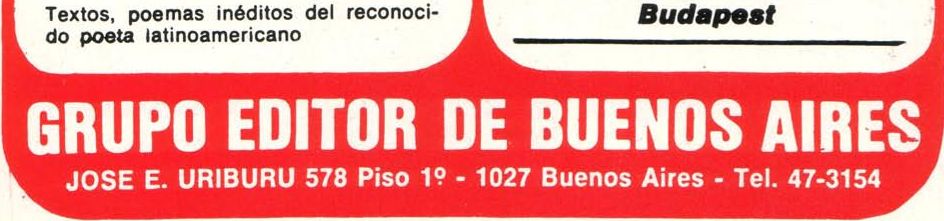 Textos, poemas inéditos del reconoci-
do poeta latinoamericano
Budapest
GRUPO EDITOR DE BUENOS AIRES
JOSE E. URIBURU 578 Piso 1º - 1027 Buenos Aires - Tel. 47-3154